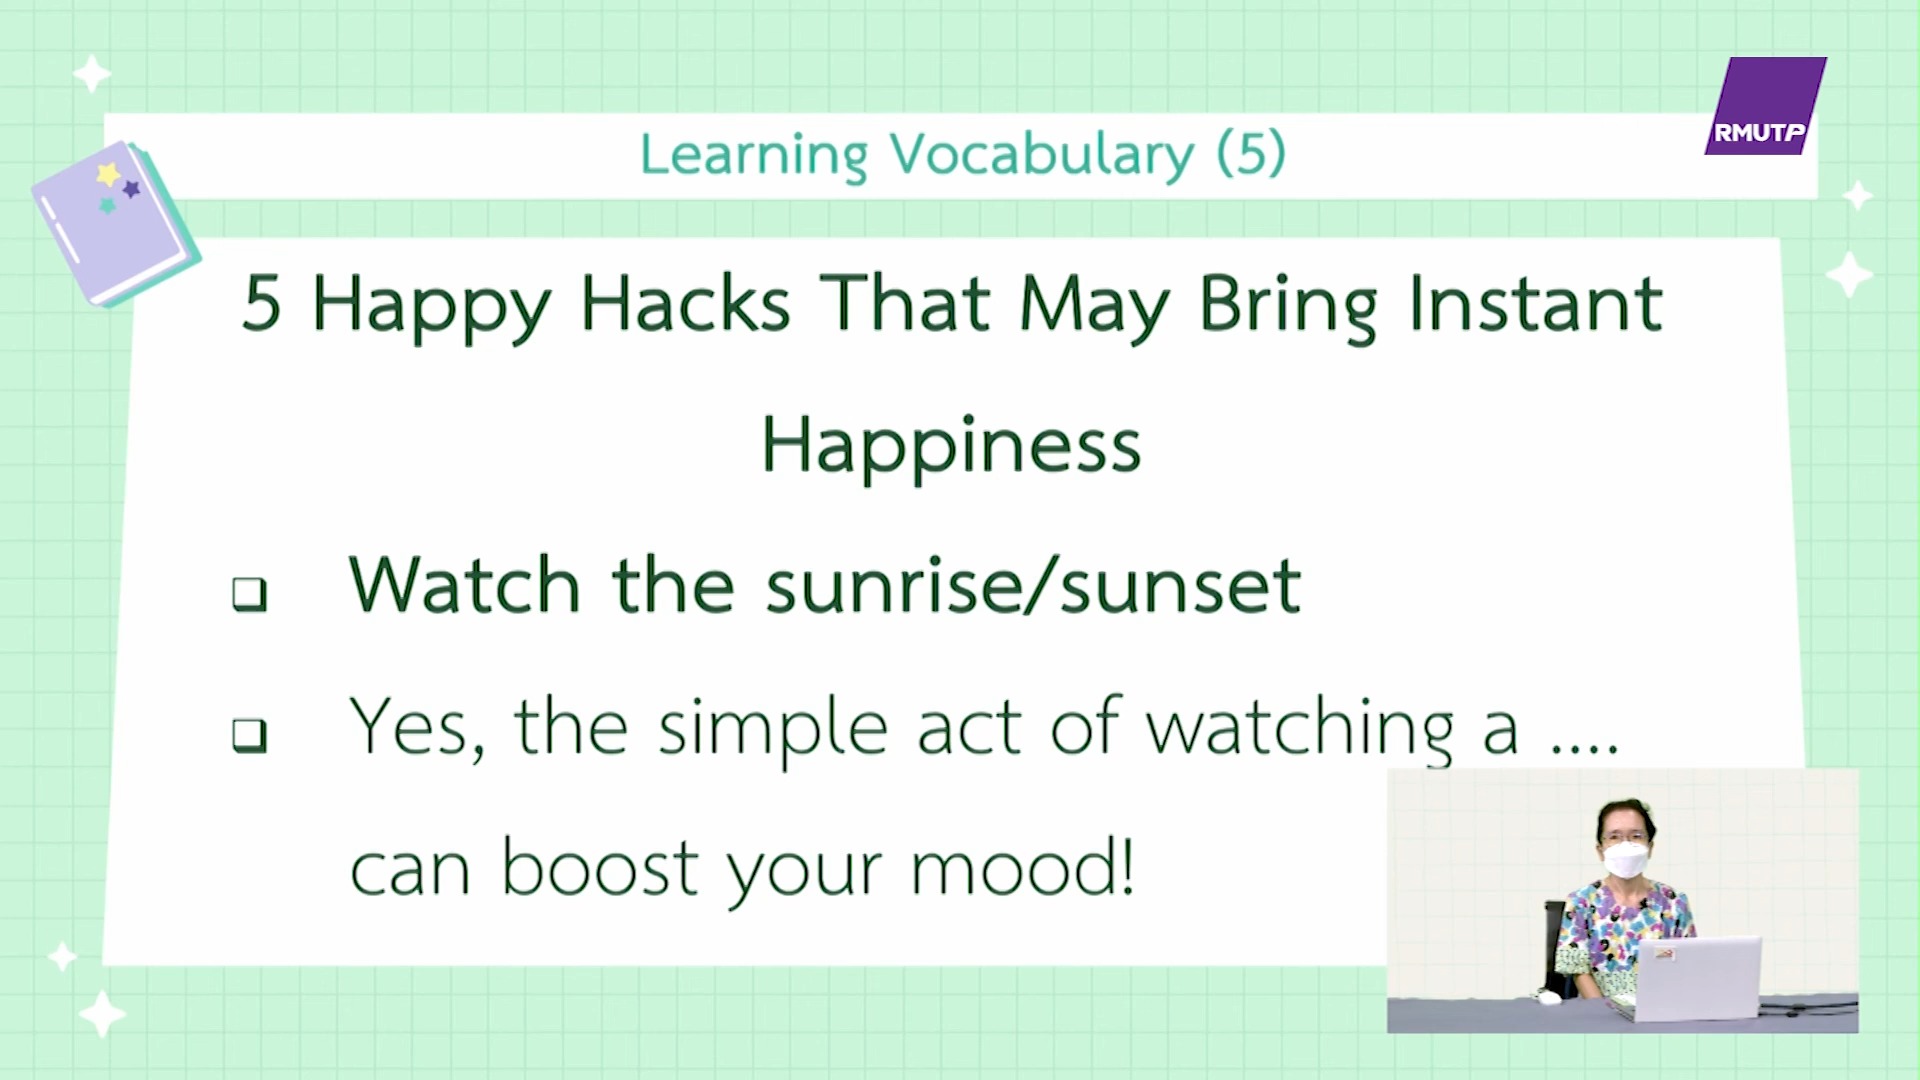 RMUTP
Learning Vocabulary (5)
5 Happy Hacks That May Bring Instant
Happiness
Watch the sunrise/sunset
Yes, the simple act of watching a ....
can boost your mood!